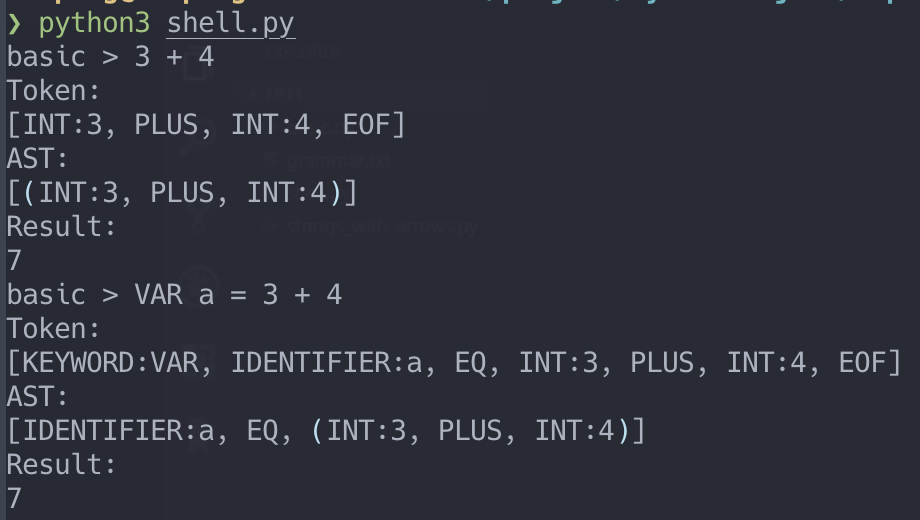 ❯ python3 shell.py
basic > 3 + 4
Token:
[INT:3, PLUS, INT:4, EOF]
AST:
[(INT:3, PLUS, INT:4)]
Result:
7
basic > VAR a = 3 + 4
Token:
[KEYWORD:VAR, IDENTIFIER:a, EQ, INT:3, PLUS, INT:4, EOF]
AST:
[IDENTIFIER:a, EQ, (INT:3, PLUS, INT:4)]
Result:
7